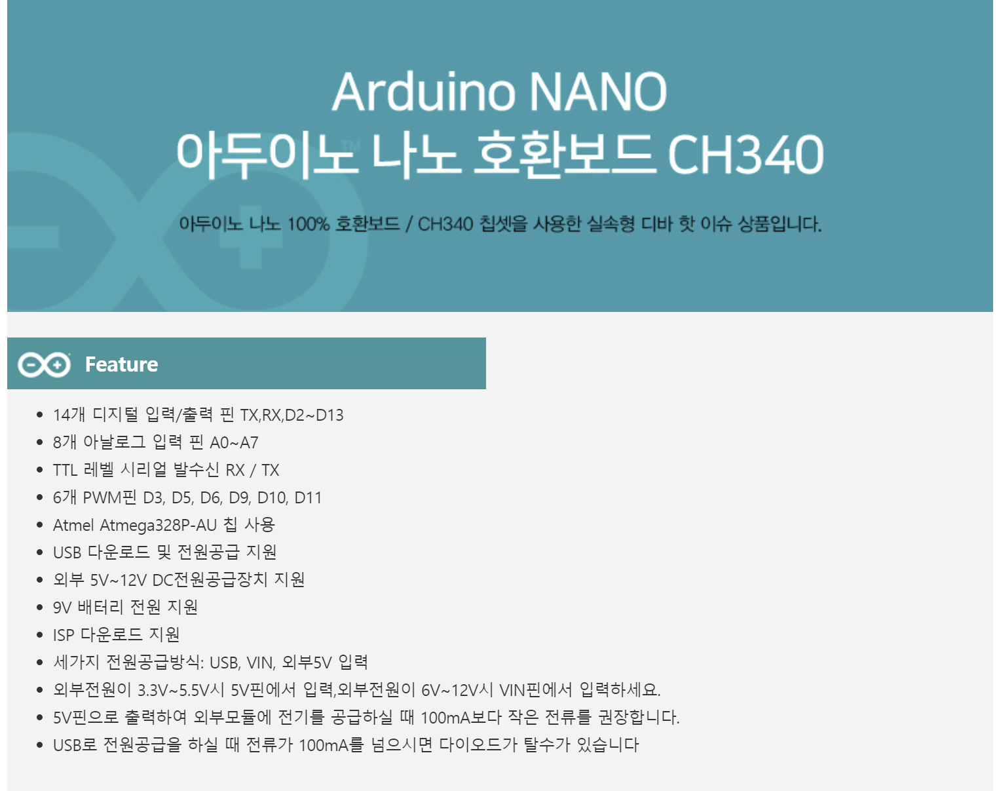 Arduino NANO
아두이노 나노 호환보드 CH340
TM
아두이노 나노 100% 호환보드 / CH340 칩셋을 사용한 실속형 디바 핫 이슈 상품입니다.
Feature
• 14개 디지털 입력/출력 핀 TX,RX,D2~D13
• 8개 아날로그 입력 핀 A0~A7
• TTL 레벨 시리얼 발수신 RX / TX
• 6개 PWM핀 D3, D5, D6, D9, D10, D11
• Atmel Atmega328P-AU 칩 사용
• USB 다운로드 및 전원공급 지원
• 외부 5V~12V DC전원공급장치 지원
• 9V 배터리 전원 지원
• ISP 다운로드 지원
• 세가지 전원공급방식: USB, VIN, 외부5V 입력
• 외부전원이 3.3V~5.5V시 5V핀에서 입력,외부전원이 6V~12V시 VIN핀에서 입력하세요.
• 5V핀으로 출력하여 외부모듈에 전기를 공급하실 때 100mA보다 작은 전류를 권장합니다.
• USB로 전원공급을 하실 때 전류가 100mA를 넘으시면 다이오드가 탈수가 있습니다